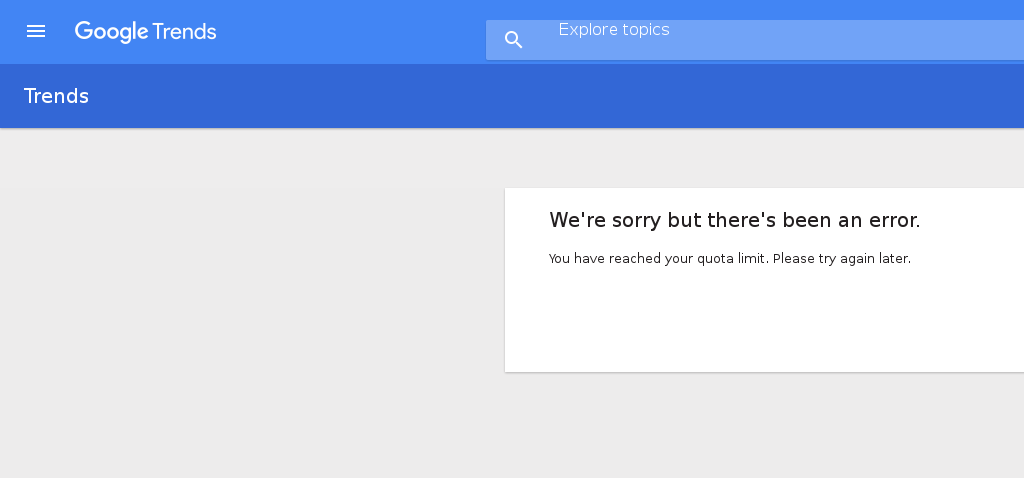 Google Trends
Explore topics
Trends
We're sorry but there's been an error.
You have reached your quota limit. Please try again later.